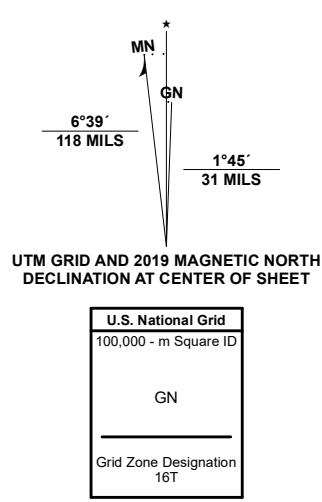 ★
MN
GN
6°39´
118 MILS
1°45´
31 MILS
UTM GRID AND 2019 MAGNETIC NORTH
DECLINATION AT CENTER OF SHEET
U.S. National Grid
100,000 - m Square ID
GN
Grid Zone Designation
16T